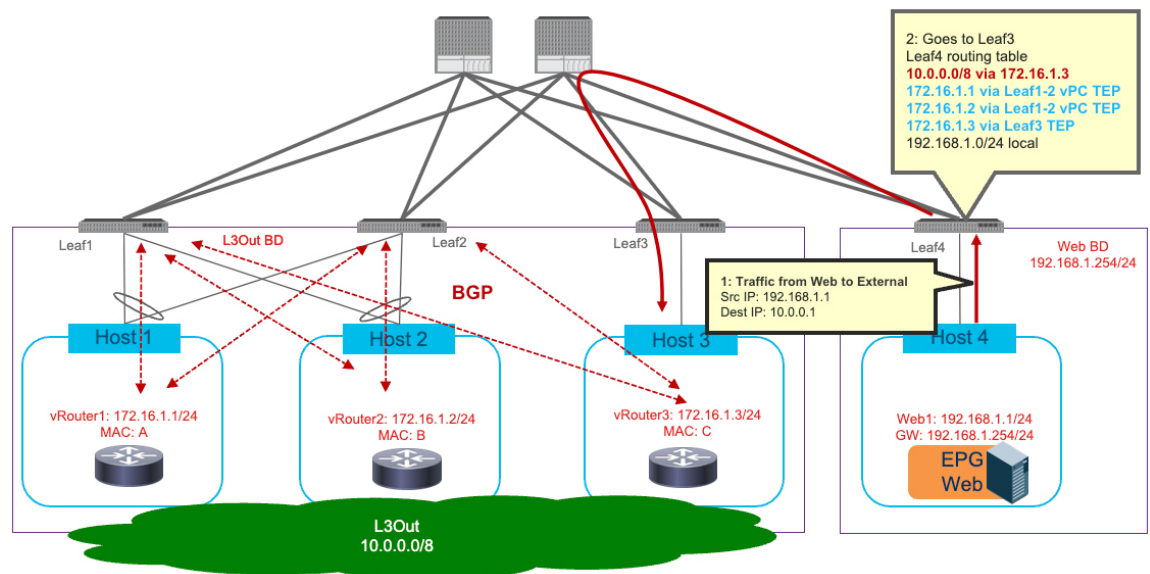 2: Goes to Leaf3
Leaf4 routing table
10.0.0.0/8 via 172.16.1.3
172.16.1.1 via Leaf1-2 vPC TEP
172.16.1.2 via Leaf1-2 vPC TEP
172.16.1.3 via Leaf3 TEP
192.168.1.0/24 local
Leaf1
L3Out BD
Leaf2
Leaf3
Leaf4
Web BD
192.168.1.254/24
BGP
1: Traffic from Web to External
Src IP: 192.168.1.1
Dest IP: 10.0.0.1
Host 1
Host 2
Host 3
Host 4
vRouter1: 172.16.1.1/24
MAC: A
vRouter2: 172.16.1.2/24
MAC: B
vRouter3: 172.16.1.3/24
MAC: C
Web1: 192.168.1.1/24
GW: 192.168.1.254/24
EPG
Web
L3Out
10.0.0.0/8